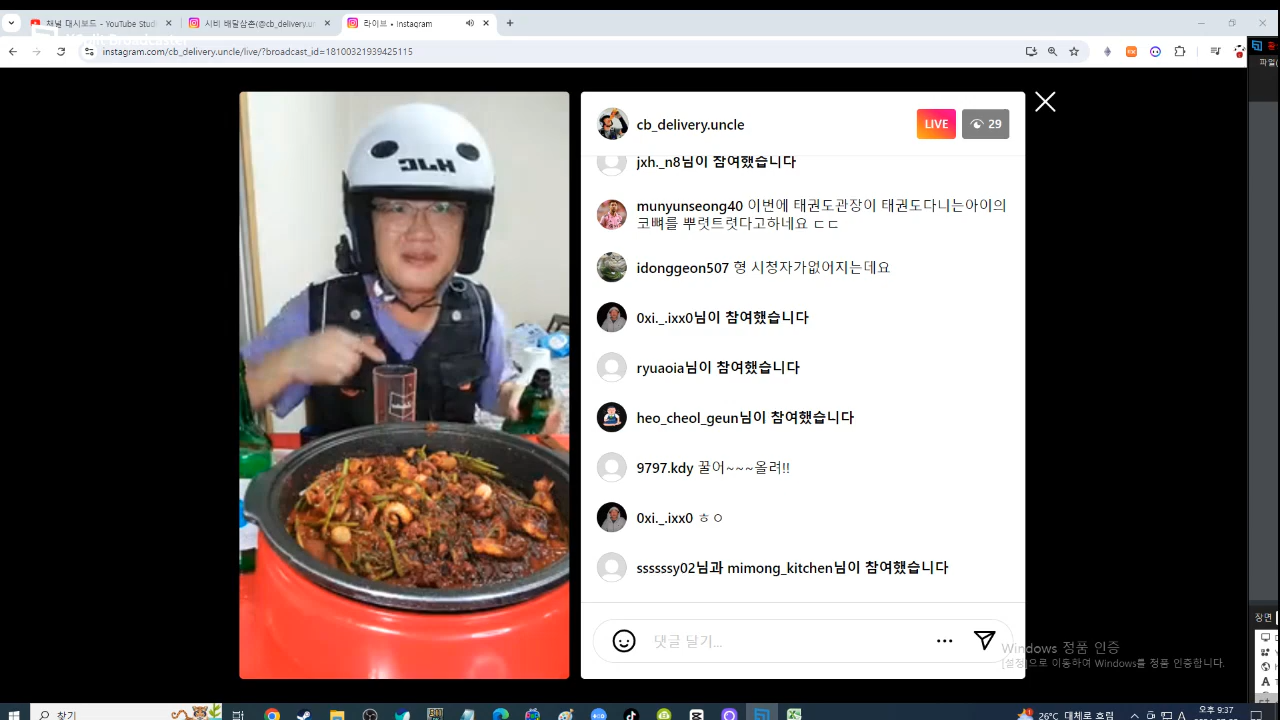 채널 대시보드 - YouTube Studi
시비 배달삼촌(@cb_delivery.u
라이브 • Instagram
instagram.com/cb_delivery.uncle/live/?broadcast_id=18100321939425115
cb_delivery.uncle
LIVE
29
jxh._n8님이 참여했습니다
munyunseong40 이번에 태권도관장이 태권도다니는아이의
코뼈를 뿌렷트렷다고하네요 ㄷㄷ
idonggeon507 형 시청자가없어지는데요
0xi._.ixx0님이 참여했습니다
ryuaoia님이 참여했습니다
heo_cheol_geun님이 참여했습니다
9797.kdy 꿀어~~~올려!!
0xi._.ixx0 ㅎㅇ
ssssssy02님과 mimong_kitchen님이 참여했습니다
댓글 달기...
Windows 정품 인증
[설정]으로 이동하여 Windows를 정품 인증합니다.
파일(
장면
찾기
26°C 대체로 흐림
오후 9:37